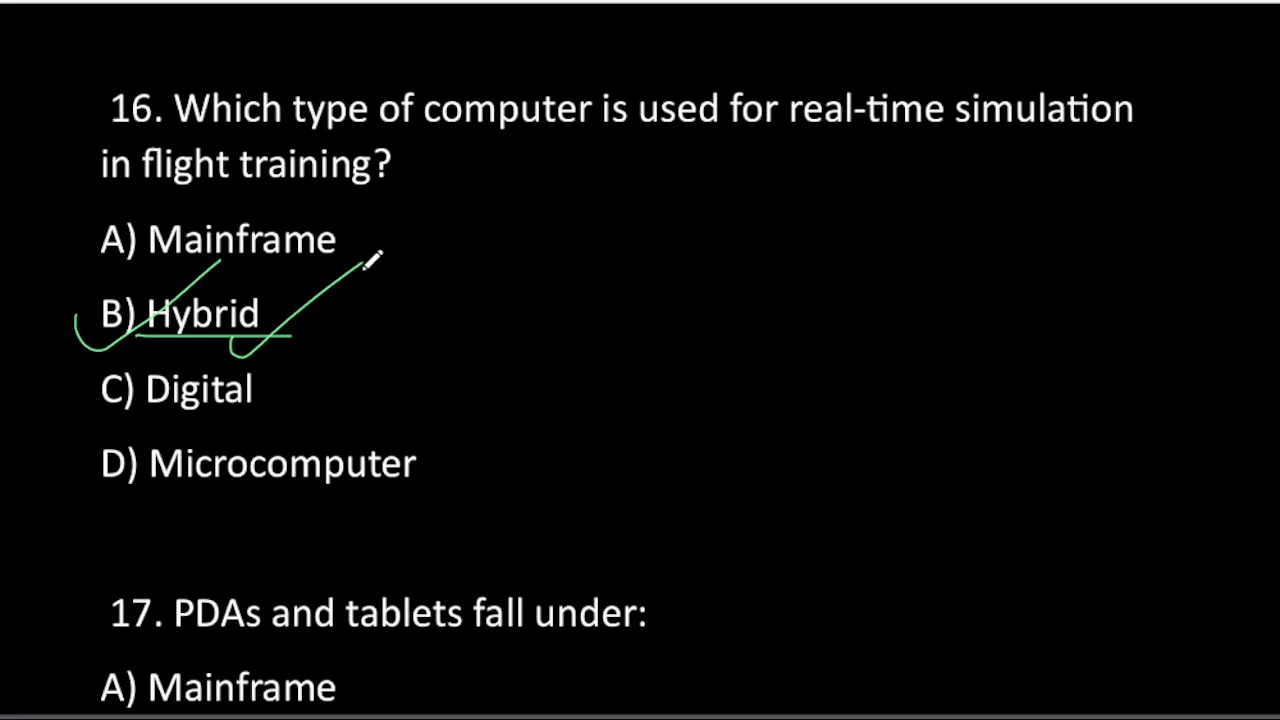 16. Which type of computer is used for real-time simulation
in flight training?
A) Mainframe
B) Hybrid
C) Digital
D) Microcomputer
17. PDAs and tablets fall under:
A) Mainframe